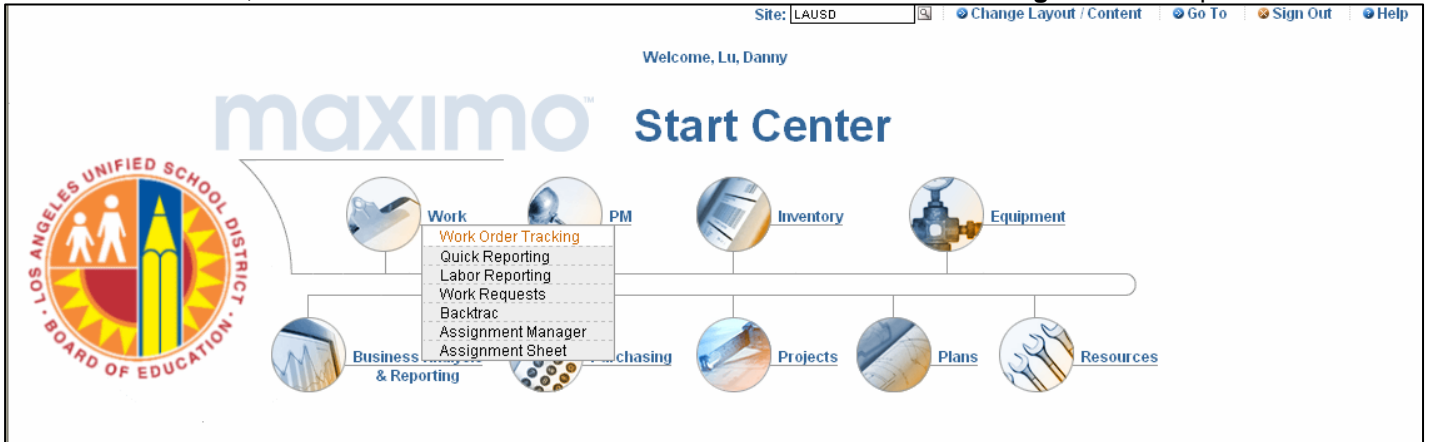 Site: LAUSD Change Layout / Content Go To Sign Out Help
Welcome, Lu, Danny
maximo™ Start Center
LOS ANGELES UNIFIED SCHOOL DISTRICT · BOARD OF EDUCATION ·
Work PM Inventory Equipment
Work Order Tracking
Quick Reporting
Labor Reporting
Work Requests
Backtrac
Assignment Manager
Assignment Sheet
Business
& Reporting
chasing Projects Plans Resources